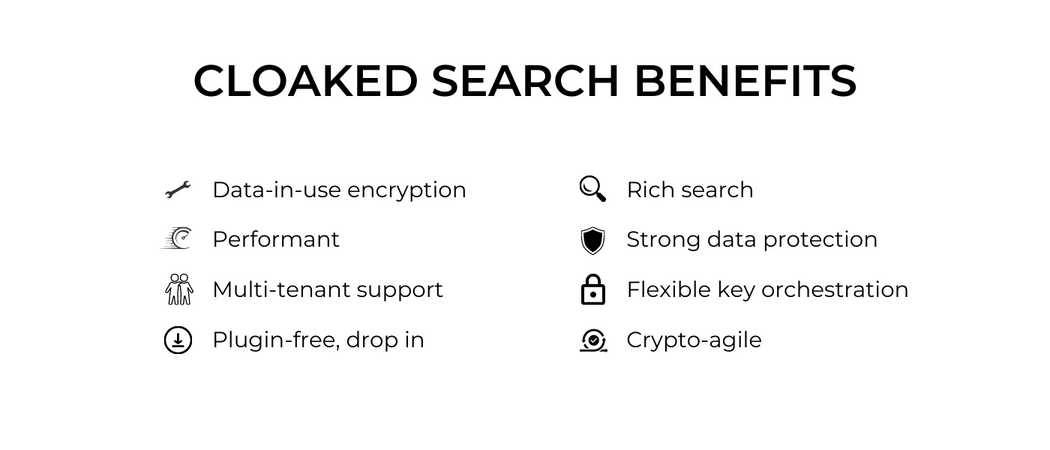 CLOAKED SEARCH BENEFITS
Data-in-use encryption
Performant
Multi-tenant support
Plugin-free, drop in
Rich search
Strong data protection
Flexible key orchestration
Crypto-agile